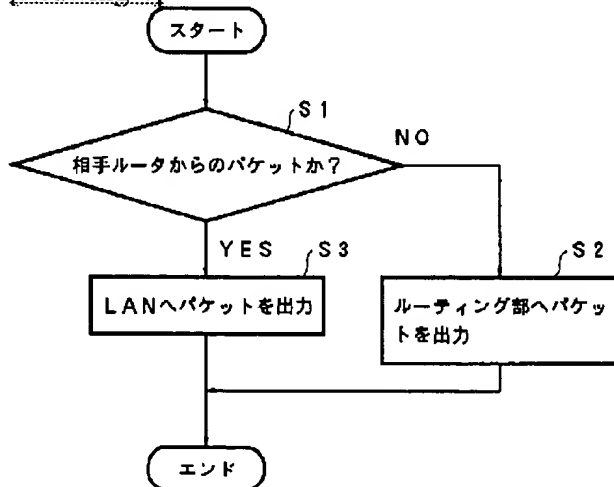 スタート
S1
相手ルータからのパケットか?
NO
YES
S3
S2
LANへパケットを出力
ルーティング部へパケッ
トを出力
エンド